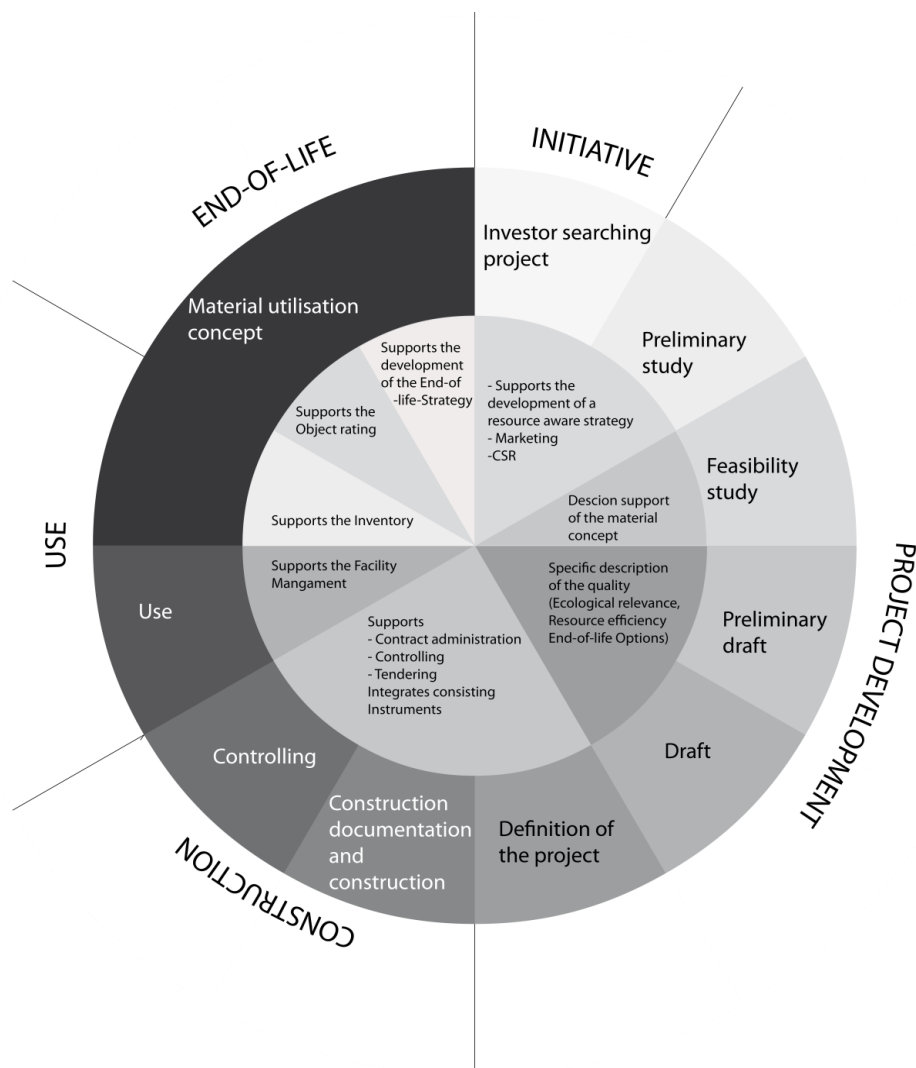 INITIATIVE
Investor searching
project
Preliminary
study
Feasibility
study
PROJECT DEVELOPMENT
Preliminary
draft
Draft
Definition of
the project
CONSTRUCTION
Construction
documentation
and
construction
Controlling
USE
Use
END-OF-LIFE
Material utilisation
concept
- Supports the
development of a
resource aware strategy
- Marketing
-CSR
Descion support
of the material
concept
Specific description
of the quality
(Ecological relevance,
Resource efficiency
End-of-life Options)
Supports
- Contract administration
- Controlling
- Tendering
Integrates consisting
Instruments
Supports the Facility
Mangament
Supports the Inventory
Supports the
Object rating
Supports the
development
of the End-of
-life-Strategy